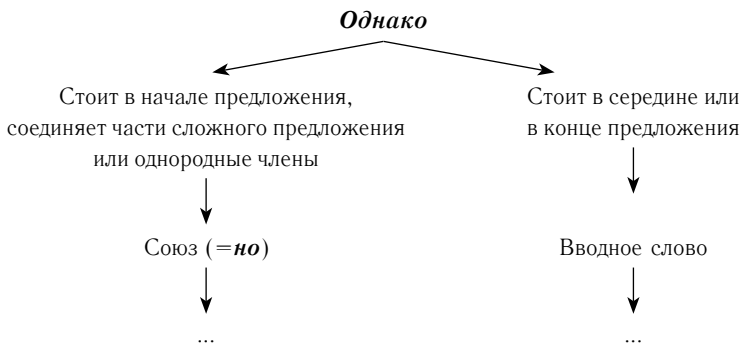 Однако
Стоит в начале предложения,
соединяет части сложного предложения
или однородные члены
Союз (=но)
...
Стоит в середине или
в конце предложения
Вводное слово
...